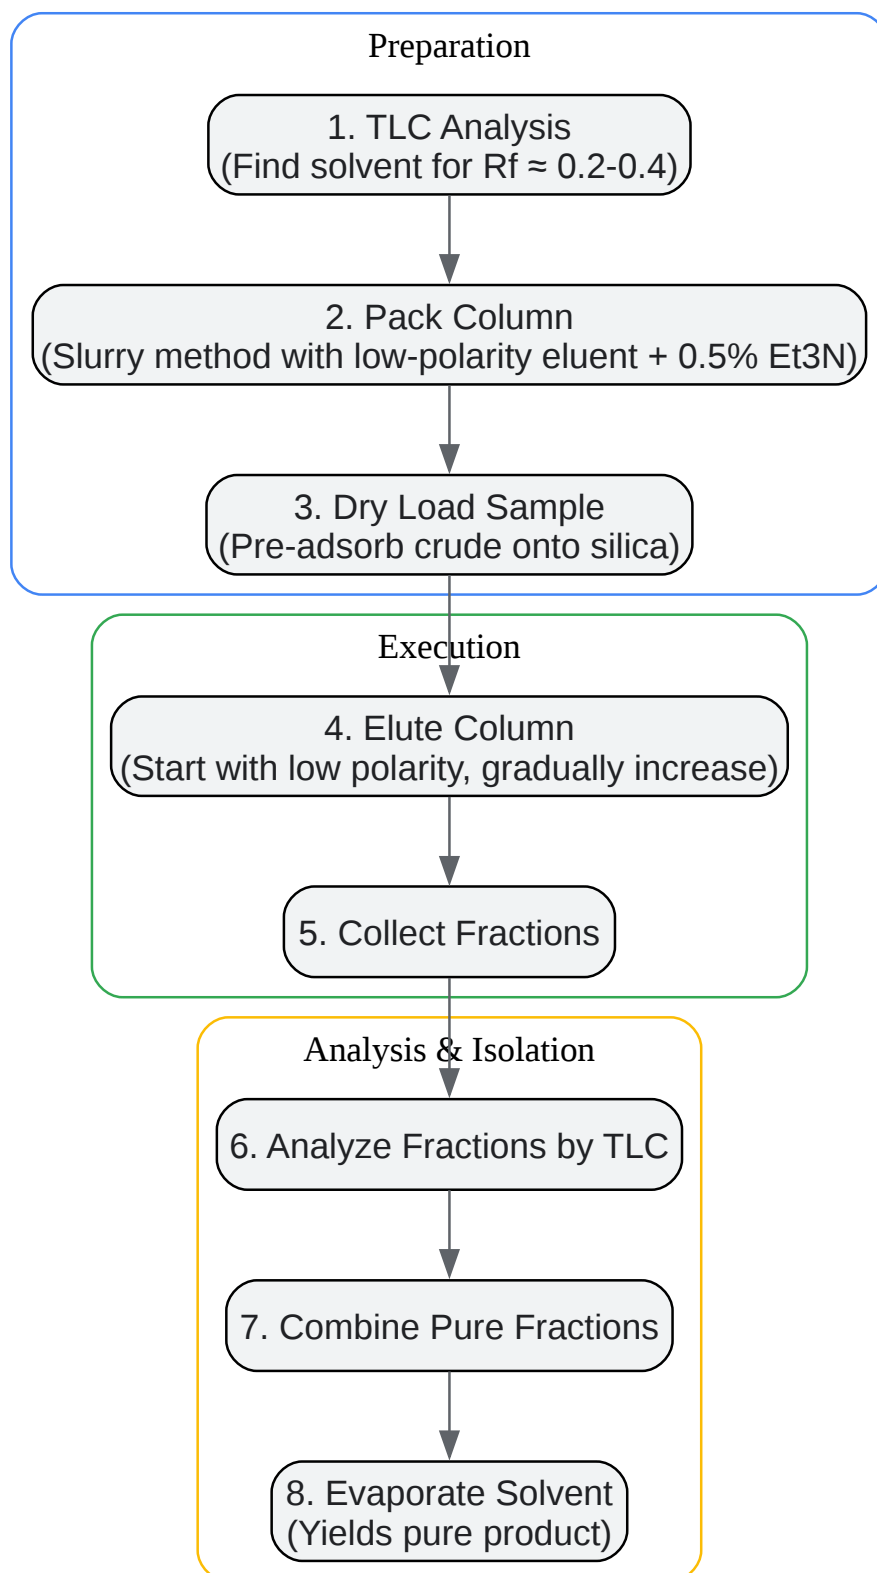 Preparation
1. TLC Analysis
(Find solvent for Rf ≈ 0.2-0.4)
2. Pack Column
(Slurry method with low-polarity eluent + 0.5% Et3N)
3. Dry Load Sample
(Pre-adsorb crude onto silica)
Execution
4. Elute Column
(Start with low polarity, gradually increase)
5. Collect Fractions
Analysis & Isolation
6. Analyze Fractions by TLC
7. Combine Pure Fractions
8. Evaporate Solvent
(Yields pure product)